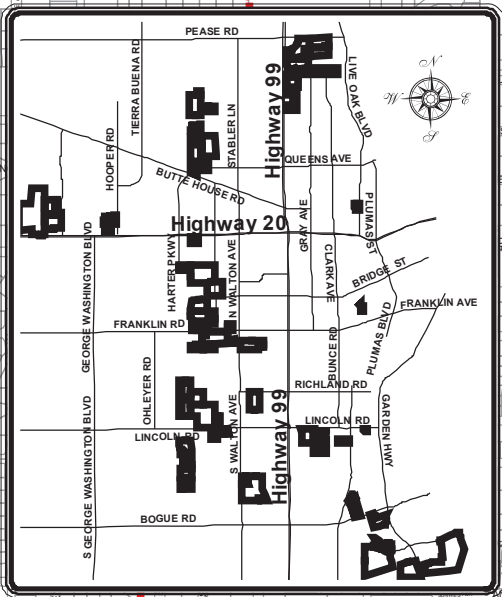 PEASE RD
TIERRA BUENA RD
Highway 99
LIVE OAK BLVD
N
W
E
S
STABLER LN
HOOPER RD
QUEENS AVE
BUTTE HOUSE RD
PLUMAS ST
Highway 20
GRAY AVE
GEORGE WASHINGTON BLVD
HARTER PKWY
N WALTON AVE
CLARK AVE
BRIDGE ST
FRANKLIN AVE
FRANKLIN RD
PLUMAS BLVD
BUNCE RD
OHLEYER RD
RICHLAND RD
S GEORGE WASHINGTON BLVD
S WALTON AVE
Highway 99
LINCOLN RD
LINCOLN RD
GARDEN HWY
BOGUE RD